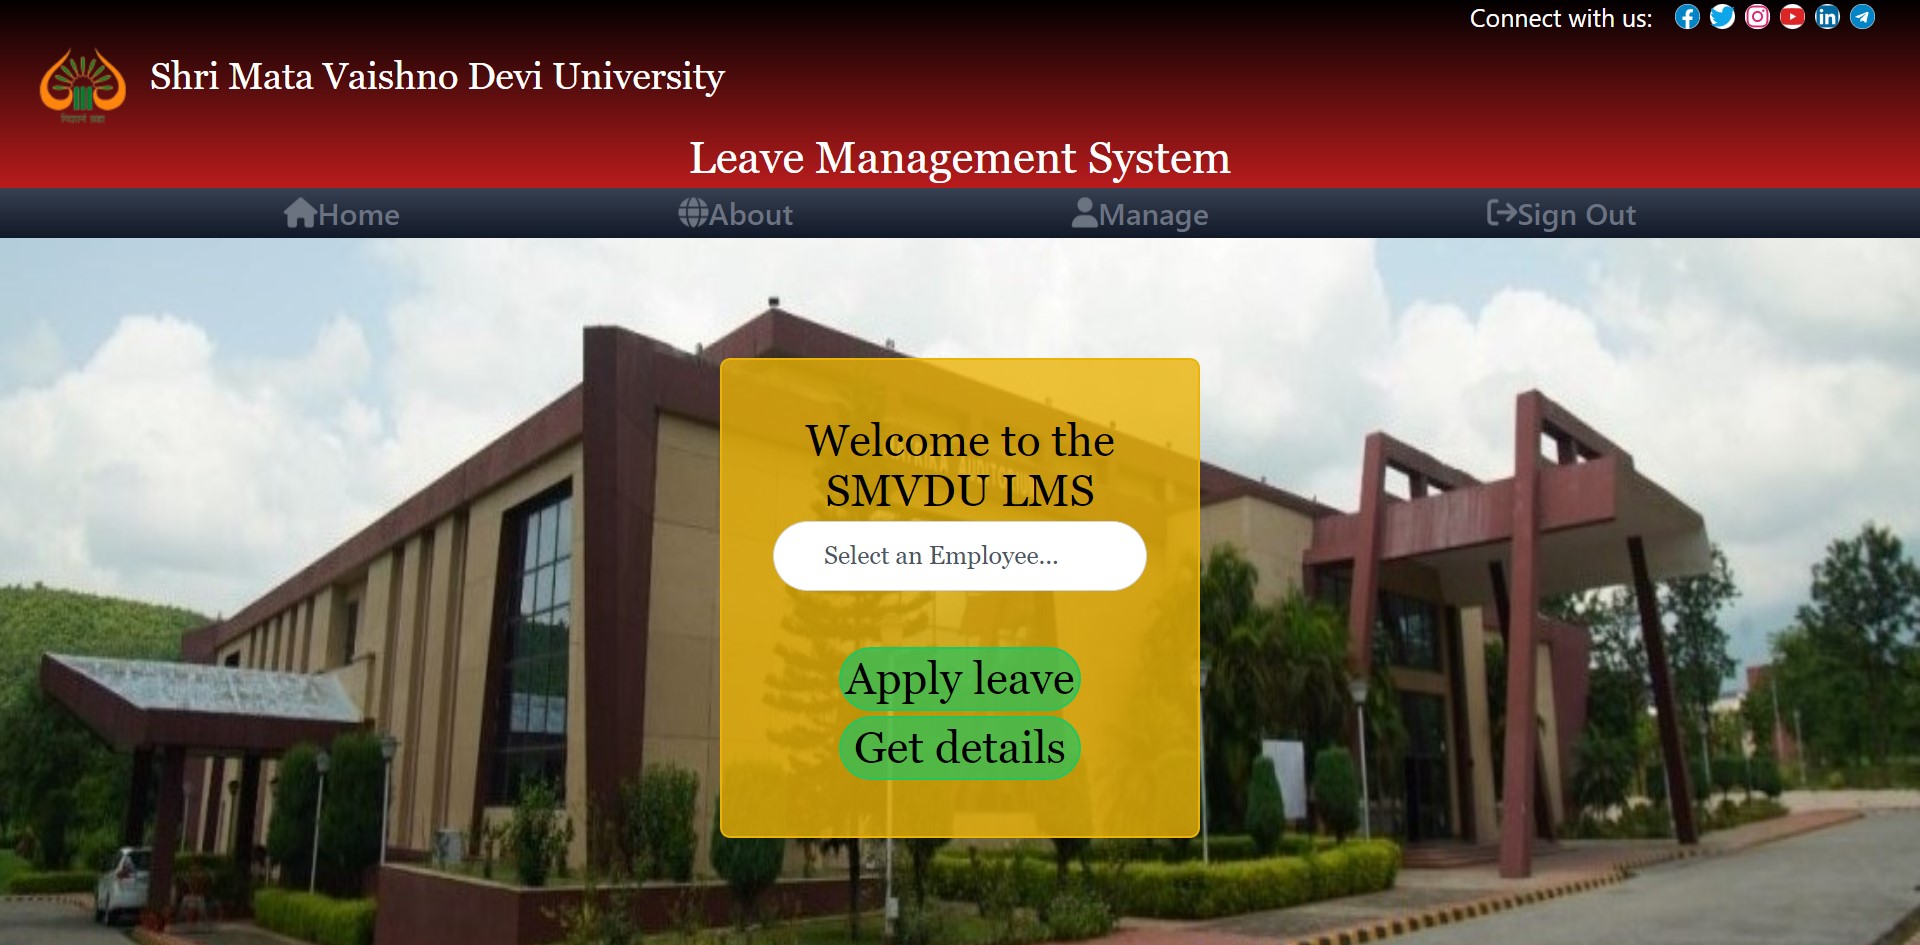 Connect with us:
Shri Mata Vaishno Devi University
Leave Management System
Home
About
Manage
Sign Out
Welcome to the
SMVDU LMS
Select an Employee...
Apply leave
Get details